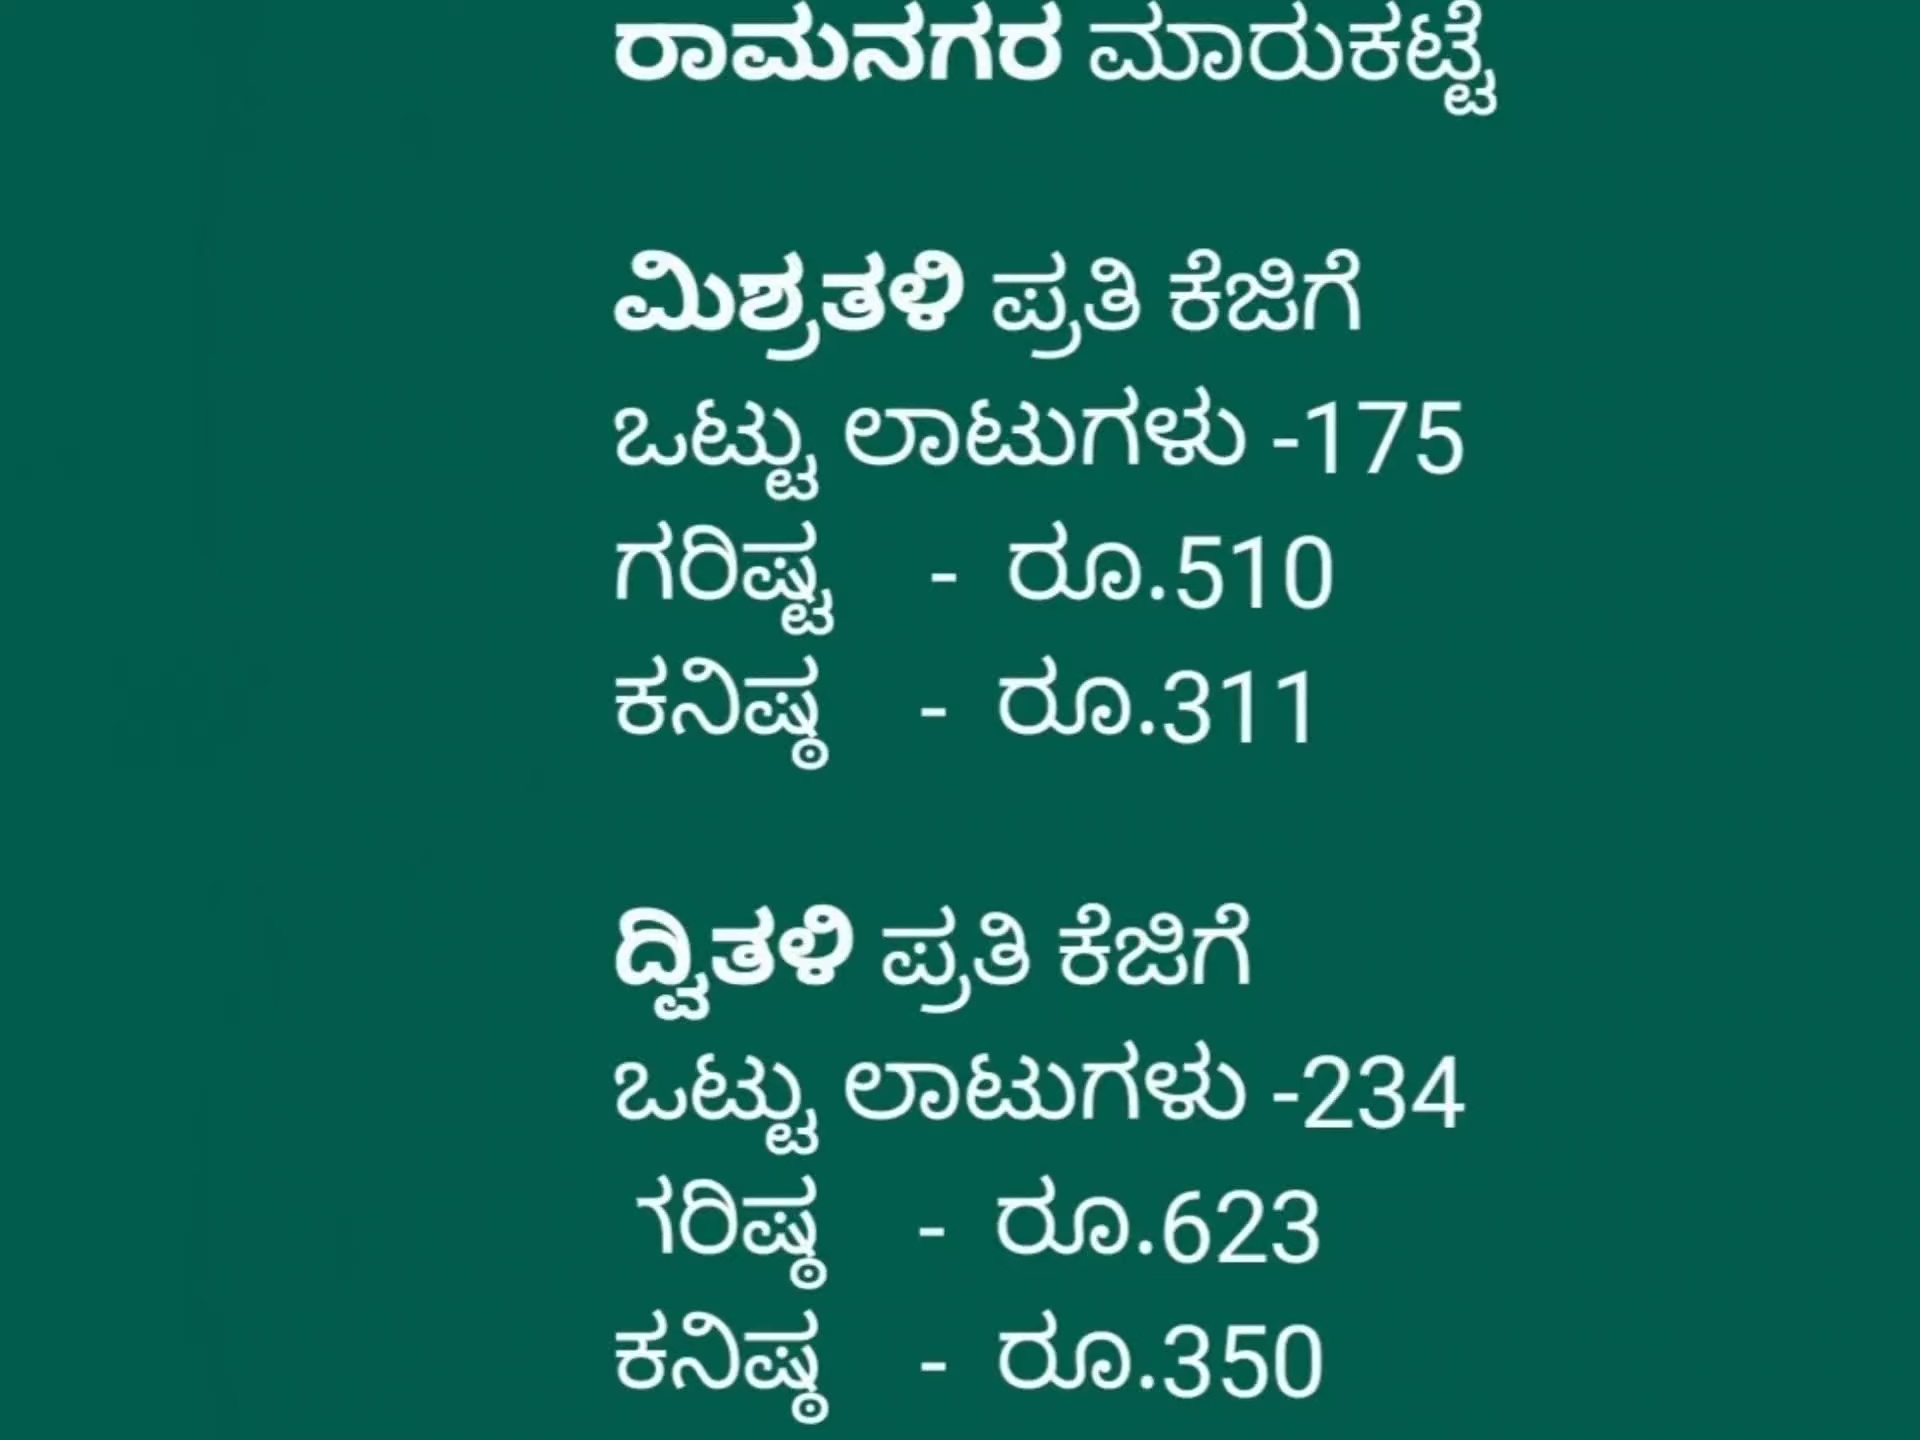 ರಾಮನಗರ ಮಾರುಕಟ್ಟೆ
ಮಿಶ್ರತಳಿ ಪ್ರತಿ ಕೆಜಿಗೆ
ಒಟ್ಟು ಲಾಟುಗಳು -175
ಗರಿಷ್ಟ - ರೂ.510
ಕನಿಷ್ಠ - ರೂ.311
ದ್ವಿತಳಿ ಪ್ರತಿ ಕೆಜಿಗೆ
ಒಟ್ಟು ಲಾಟುಗಳು -234
ಗರಿಷ್ಠ - ರೂ.623
ಕನಿಷ್ಠ - ರೂ.350